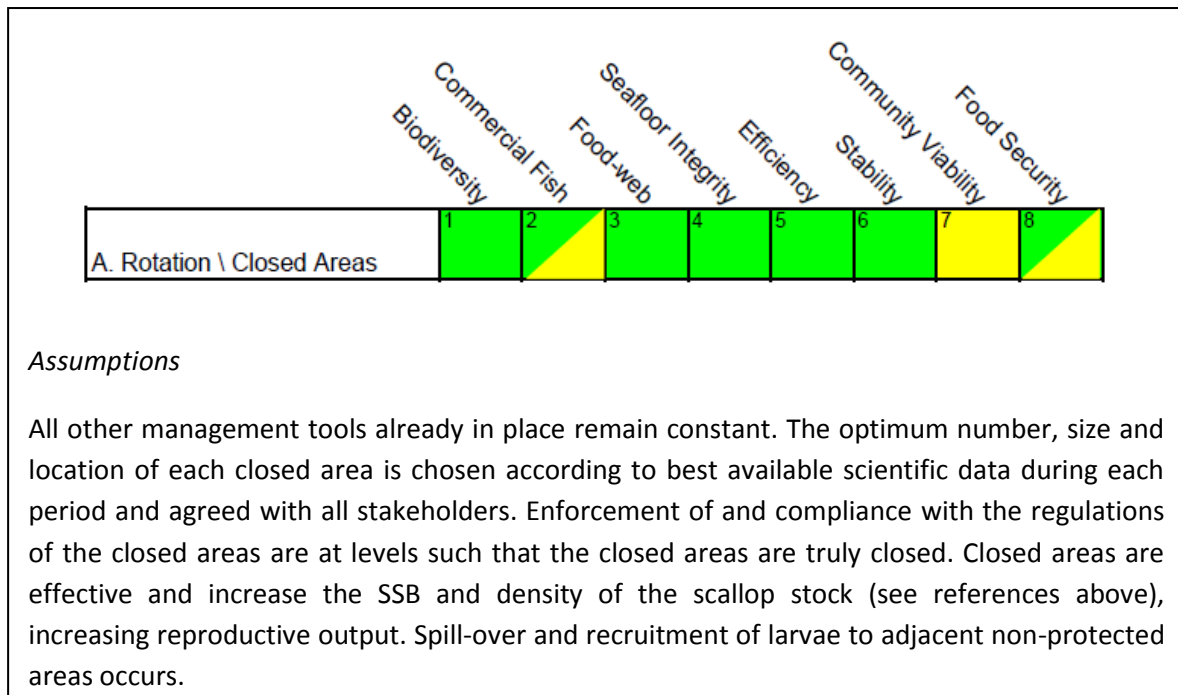 Biodiversity
Commercial Fish
Food-web
Seafloor Integrity
Efficiency
Stability
Community Viability
Food Security
A. Rotation \ Closed Areas 1 2 3 4 5 6 7 8
Assumptions
All other management tools already in place remain constant. The optimum number, size and
location of each closed area is chosen according to best available scientific data during each
period and agreed with all stakeholders. Enforcement of and compliance with the regulations
of the closed areas are at levels such that the closed areas are truly closed. Closed areas are
effective and increase the SSB and density of the scallop stock (see references above),
increasing reproductive output. Spill-over and recruitment of larvae to adjacent non-protected
areas occurs.